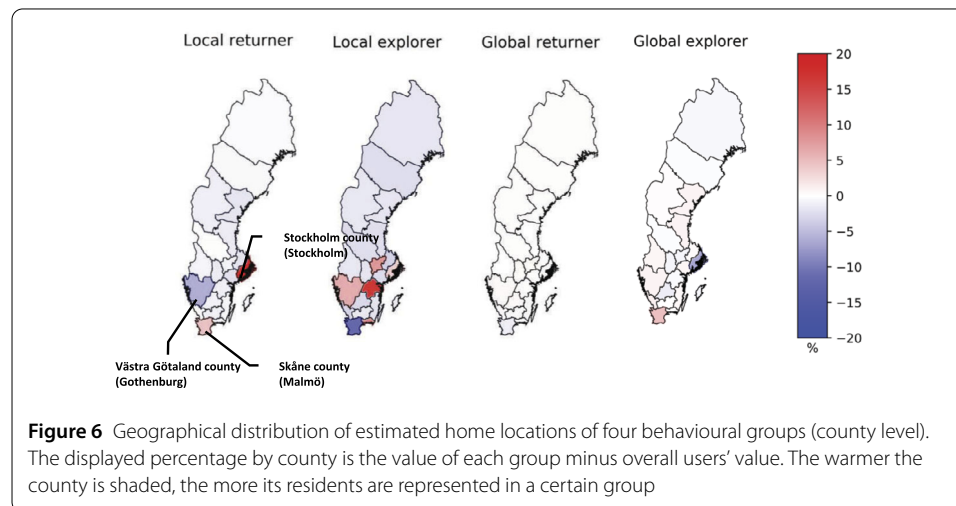 Local returner
Local explorer
Global returner
Global explorer
20
15
10
5
0
−5
−10
−15
−20
%
Stockholm county
(Stockholm)
Västra Götaland county
(Gothenburg)
Skåne county
(Malmö)
Figure 6 Geographical distribution of estimated home locations of four behavioural groups (county level).
The displayed percentage by county is the value of each group minus overall users’ value. The warmer the
county is shaded, the more its residents are represented in a certain group